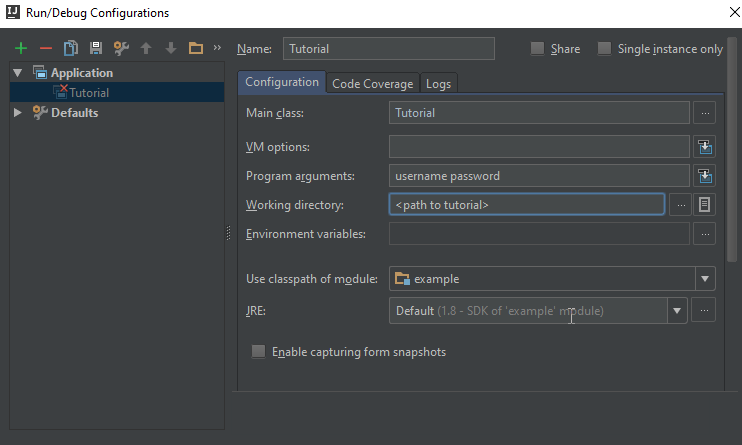 Run/Debug Configurations
Name: Tutorial Share Single instance only
Application
Tutorial
Defaults
Configuration Code Coverage Logs
Main class: Tutorial ...
VM options:
Program arguments: username password
Working directory: <path to tutorial> ...
Environment variables: ...
Use classpath of module: example
JRE: Default (1.8 - SDK of 'example' module) ...
Enable capturing form snapshots